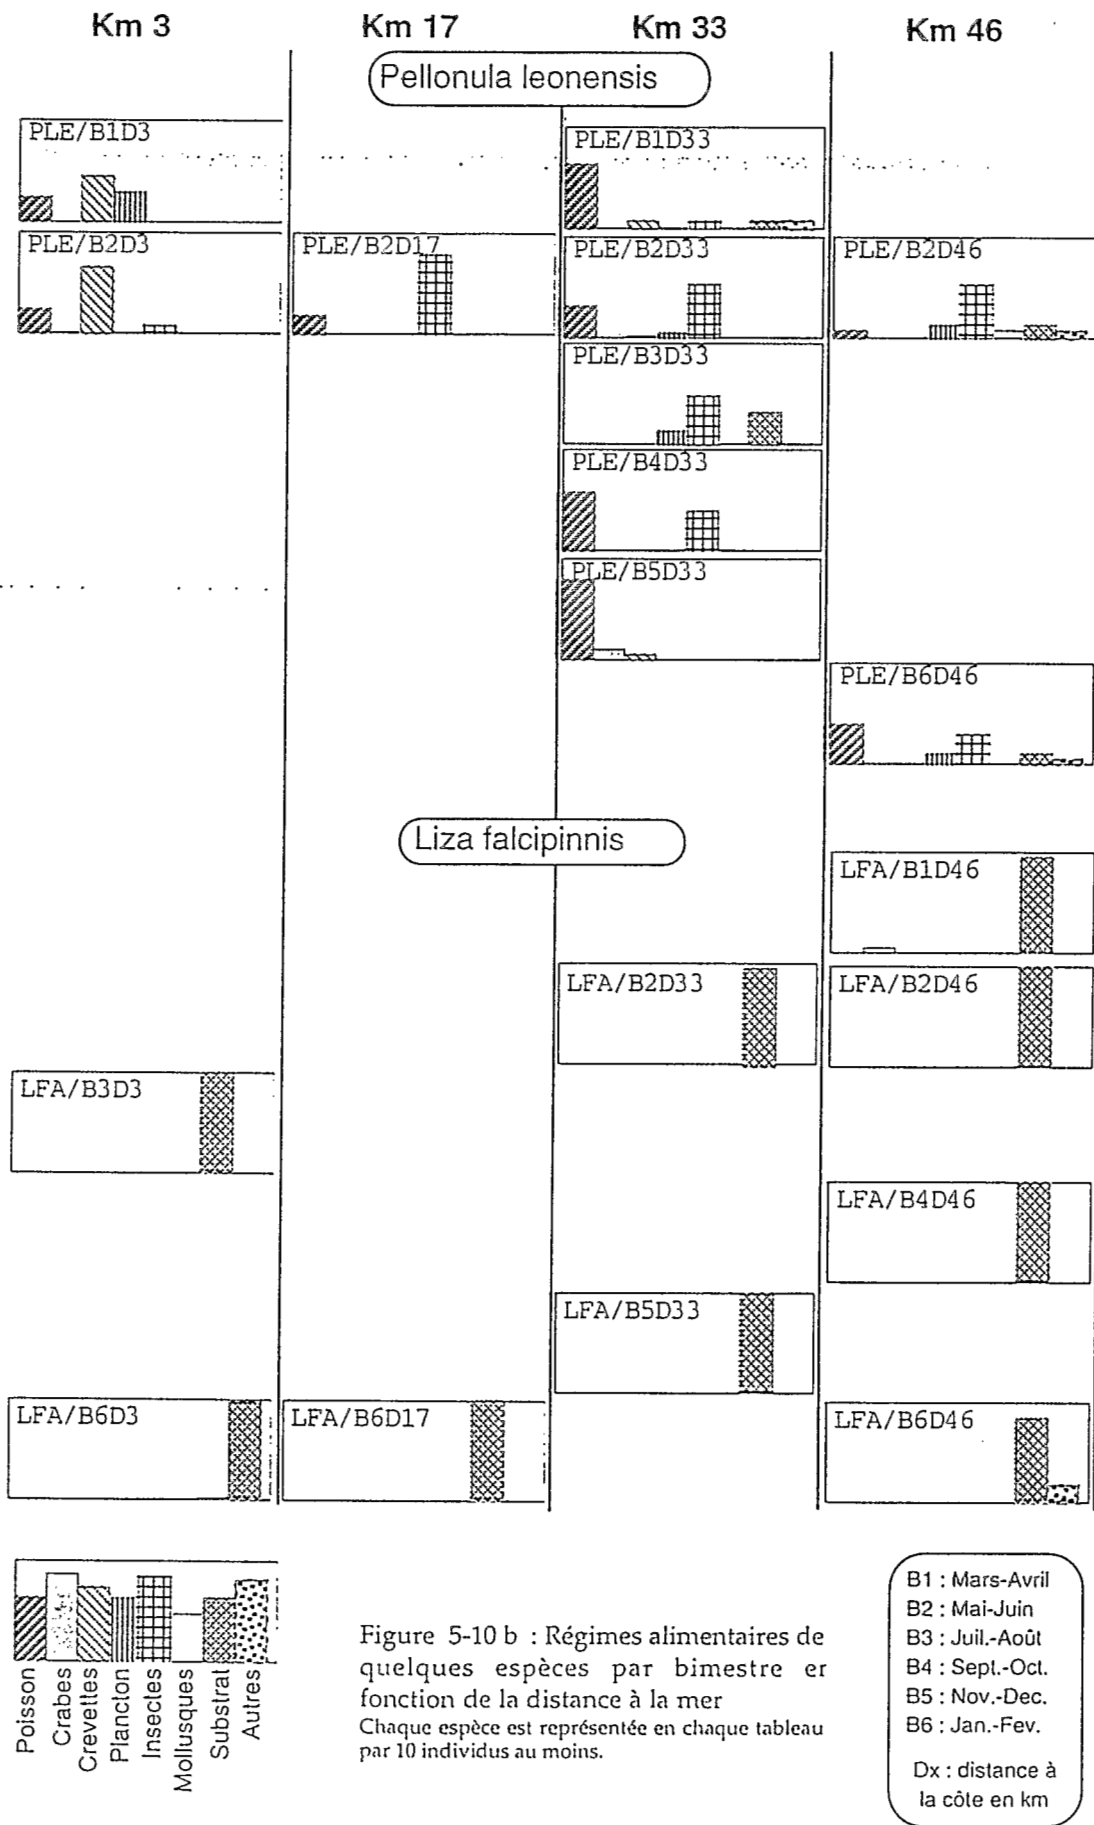 Km 3 Km 17 Km 33 Km 46
Pellonula leonensis
PLE/B1D3 PLE/B1D33
PLE/B2D3 PLE/B2D17 PLE/B2D33 PLE/B2D46
PLE/B3D33
PLE/B4D33
PLE/B5D33
PLE/B6D46
Liza falcipinnis
LFA/B1D46
LFA/B2D33 LFA/B2D46
LFA/B3D3
LFA/B4D46
LFA/B5D33
LFA/B6D3 LFA/B6D17 LFA/B6D46
Poisson
Crabes
Crevettes
Plancton
Insectes
Mollusques
Substrat
Autres
Figure 5-10 b : Régimes alimentaires de
quelques espèces par bimestre er
fonction de la distance à la mer
Chaque espèce est représentée en chaque tableau
par 10 individus au moins.
B1 : Mars-Avril
B2 : Mai-Juin
B3 : Juil.-Août
B4 : Sept.-Oct.
B5 : Nov.-Dec.
B6 : Jan.-Fev.
Dx : distance à
la côte en km